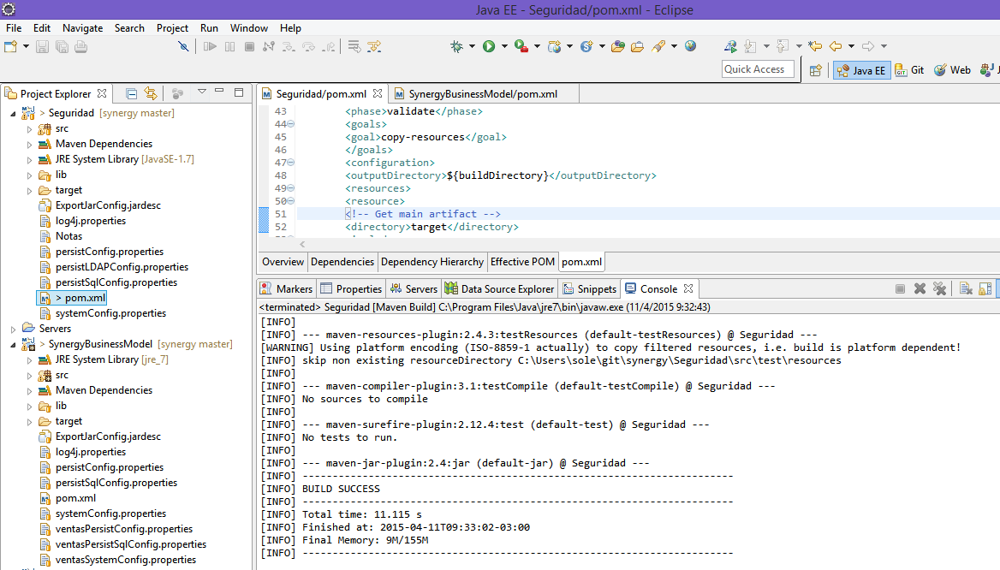 Java EE - Seguridad/pom.xml - Eclipse
File Edit Navigate Search Project Run Window Help
Quick Access
Java EE
Git
Web
Project Explorer
> Seguridad [synergy master]
src
Maven Dependencies
JRE System Library [JavaSE-1.7]
lib
target
ExportJarConfig.jardesc
log4j.properties
Notas
persistConfig.properties
persistLDAPConfig.properties
persistSqlConfig.properties
> pom.xml
systemConfig.properties
Servers
> SynergyBusinessModel [synergy master]
JRE System Library [jre_7]
src
Maven Dependencies
lib
target
ExportJarConfig.jardesc
log4j.properties
persistConfig.properties
persistSqlConfig.properties
pom.xml
systemConfig.properties
ventasPersistConfig.properties
ventasPersistSqlConfig.properties
ventasSystemConfig.properties
Seguridad/pom.xml
SynergyBusinessModel/pom.xml
43 <phase>validate</phase>
44 <goals>
45 <goal>copy-resources</goal>
46 </goals>
47 <configuration>
48 <outputDirectory>${buildDirectory}</outputDirectory>
49 <resources>
50 <resource>
51 <!-- Get main artifact -->
52 <directory>target</directory>
Overview Dependencies Dependency Hierarchy Effective POM pom.xml
Markers Properties Servers Data Source Explorer Snippets Console
<terminated> Seguridad [Maven Build] C:\Program Files\Java\jre7\bin\javaw.exe (11/4/2015 9:32:43)
[INFO]
[INFO] --- maven-resources-plugin:2.4.3:testResources (default-testResources) @ Seguridad ---
[WARNING] Using platform encoding (ISO-8859-1 actually) to copy filtered resources, i.e. build is platform dependent!
[INFO] skip non existing resourceDirectory C:\Users\sole\git\synergy\Seguridad\src\test\resources
[INFO]
[INFO] --- maven-compiler-plugin:3.1:testCompile (default-testCompile) @ Seguridad ---
[INFO] No sources to compile
[INFO]
[INFO] --- maven-surefire-plugin:2.12.4:test (default-test) @ Seguridad ---
[INFO] No tests to run.
[INFO]
[INFO] --- maven-jar-plugin:2.4:jar (default-jar) @ Seguridad ---
[INFO] ------------------------------------------------------------------------
[INFO] BUILD SUCCESS
[INFO] ------------------------------------------------------------------------
[INFO] Total time: 11.115 s
[INFO] Finished at: 2015-04-11T09:33:02-03:00
[INFO] Final Memory: 9M/155M
[INFO] ------------------------------------------------------------------------